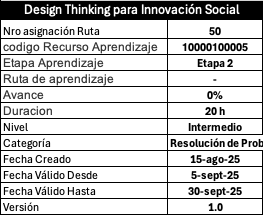 Design Thinking para Innovación Social
Nro asignación Ruta 50
codigo Recurso Aprendizaje 10000100005
Etapa Aprendizaje Etapa 2
Ruta de aprendizaje -
Avance 0%
Duracion 20 h
Nivel Intermedio
Categoría Resolución de Prob
Fecha Creado 15-ago-25
Fecha Válido Desde 5-sept-25
Fecha Válido Hasta 30-sept-25
Versión 1.0